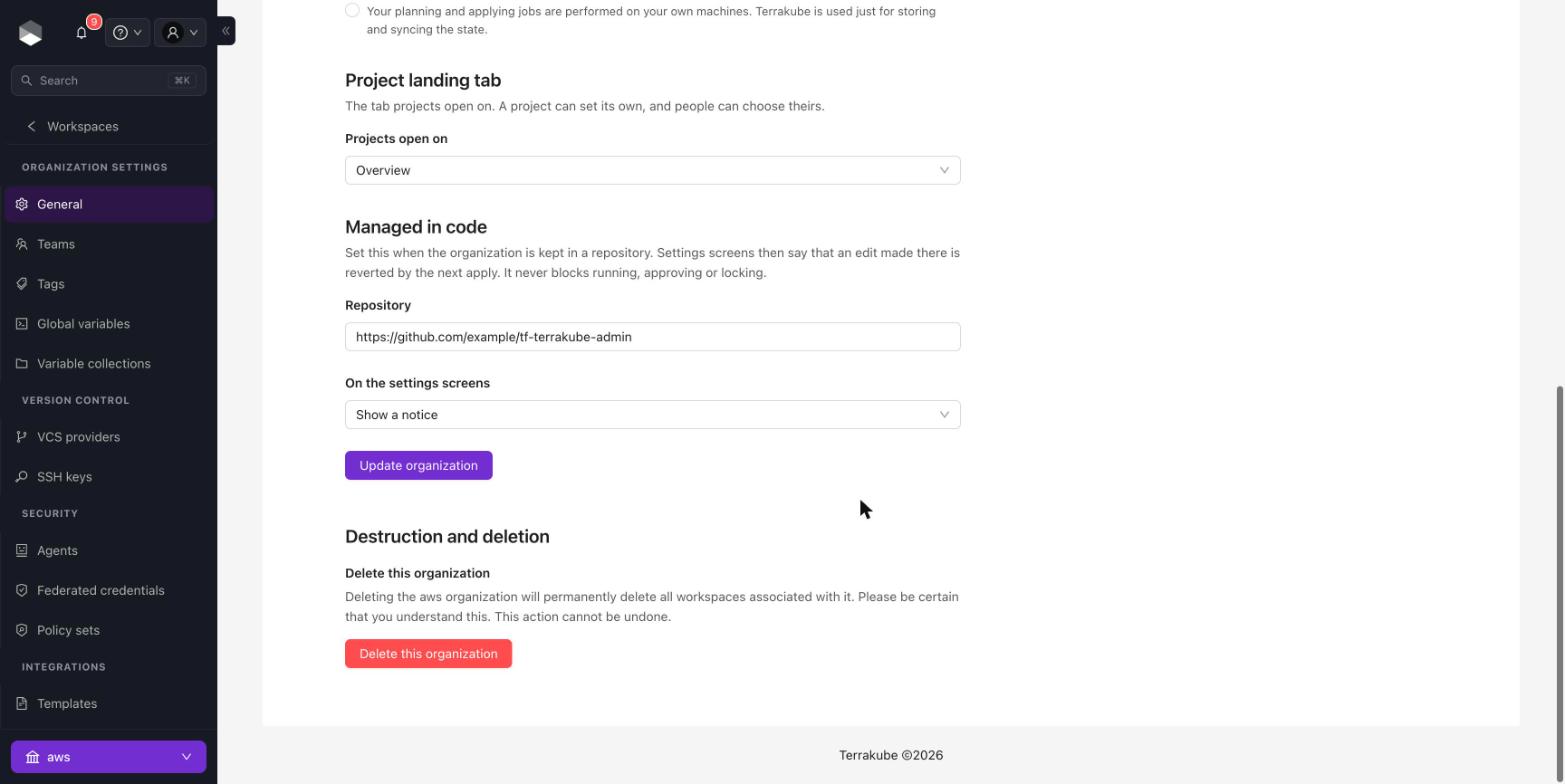 9
Search
⌘K
Workspaces
ORGANIZATION SETTINGS
General
Teams
Tags
Global variables
Variable collections
VERSION CONTROL
VCS providers
SSH keys
SECURITY
Agents
Federated credentials
Policy sets
INTEGRATIONS
Templates
aws
Your planning and applying jobs are performed on your own machines. Terrakube is used just for storing
and syncing the state.
Project landing tab
The tab projects open on. A project can set its own, and people can choose theirs.
Projects open on
Overview
Managed in code
Set this when the organization is kept in a repository. Settings screens then say that an edit made there is
reverted by the next apply. It never blocks running, approving or locking.
Repository
https://github.com/example/tf-terrakube-admin
On the settings screens
Show a notice
Update organization
Destruction and deletion
Delete this organization
Deleting the aws organization will permanently delete all workspaces associated with it. Please be certain
that you understand this. This action cannot be undone.
Delete this organization
Terrakube ©2026